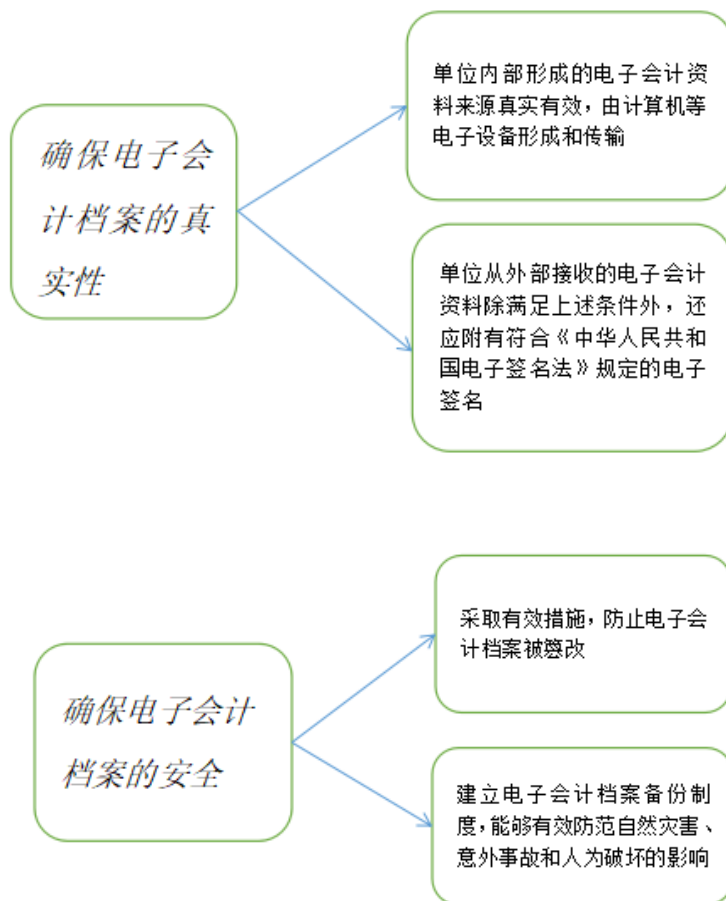 确保电子会
计档案的真
实性
单位内部形成的电子会计资
料来源真实有效，由计算机等
电子设备形成和传输
单位从外部接收的电子会计
资料除满足上述条件外，还
应附有符合《中华人民共和
国电子签名法》规定的电子
签名
确保电子会计
档案的安全
采取有效措施，防止电子会
计档案被篡改
建立电子会计档案备份制
度，能够有效防范自然灾害、
意外事故和人为破坏的影响